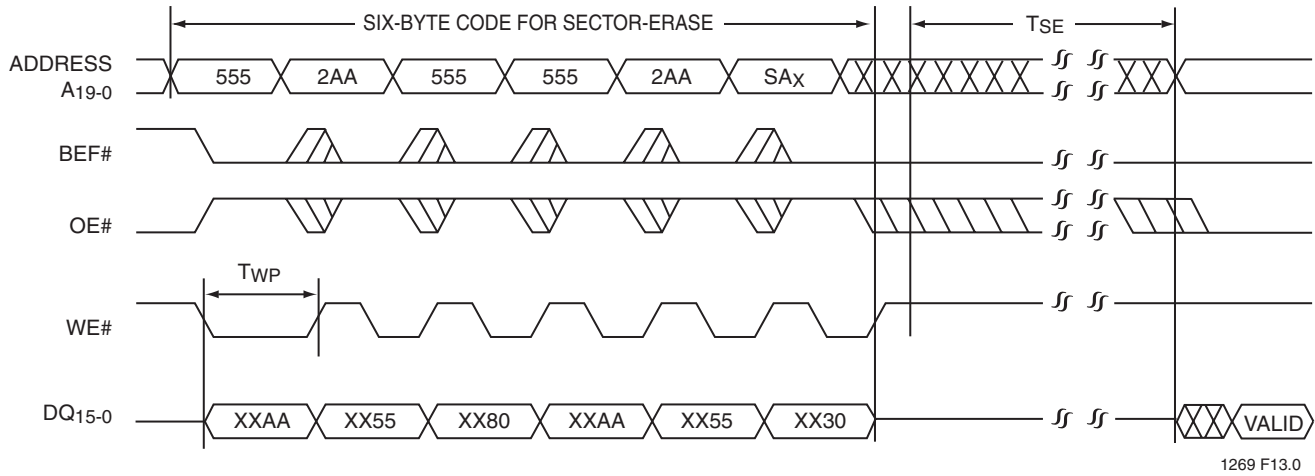 SIX-BYTE CODE FOR SECTOR-ERASE
TSE
ADDRESS
A19-0
555 2AA 555 555 2AA SAX
BEF#
OE#
TWP
WE#
DQ15-0
XXAA XX55 XX80 XXAA XX55 XX30 VALID
1269 F13.0